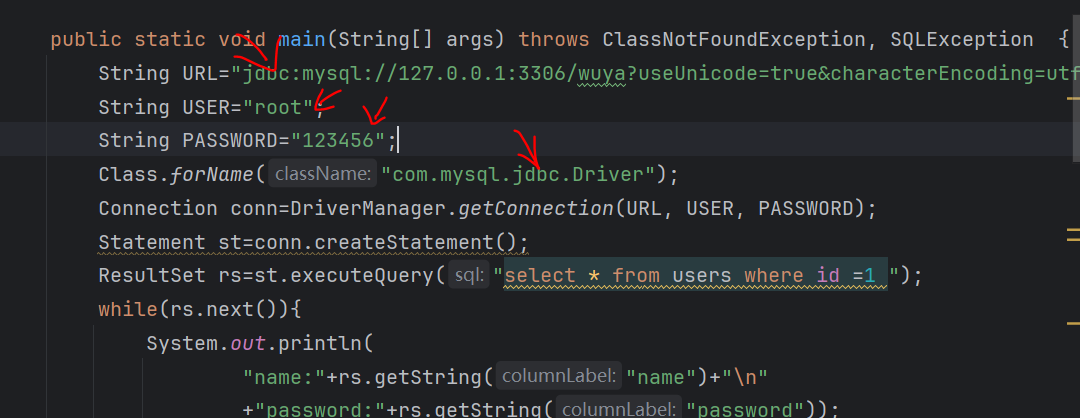 public static void main(String[] args) throws ClassNotFoundException, SQLException {
String URL="jdbc:mysql://127.0.0.1:3306/wuya?useUnicode=true&characterEncoding=utf
String USER="root";
String PASSWORD="123456";
Class.forName( className: "com.mysql.jdbc.Driver");
Connection conn=DriverManager.getConnection(URL, USER, PASSWORD);
Statement st=conn.createStatement();
ResultSet rs=st.executeQuery( sql: "select * from users where id =1 ");
while(rs.next()){
System.out.println(
"name:"+rs.getString( columnLabel: "name")+"\n"
+"password:"+rs.getString( columnLabel: "password"));